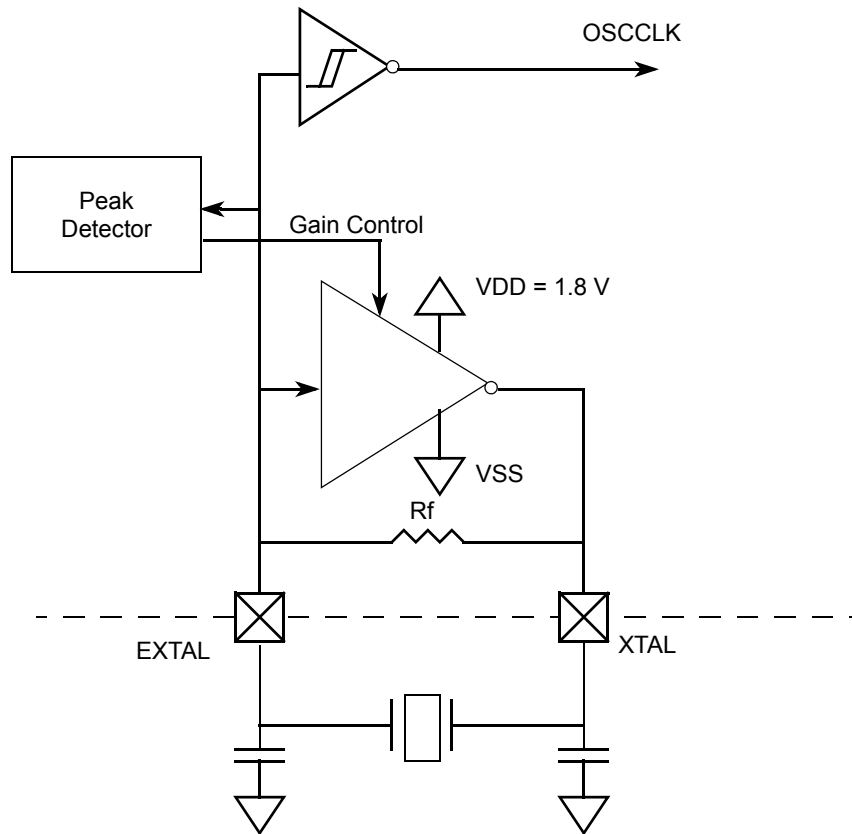 OSCCLK
Peak
Detector
Gain Control
VDD = 1.8 V
VSS
Rf
EXTAL
XTAL